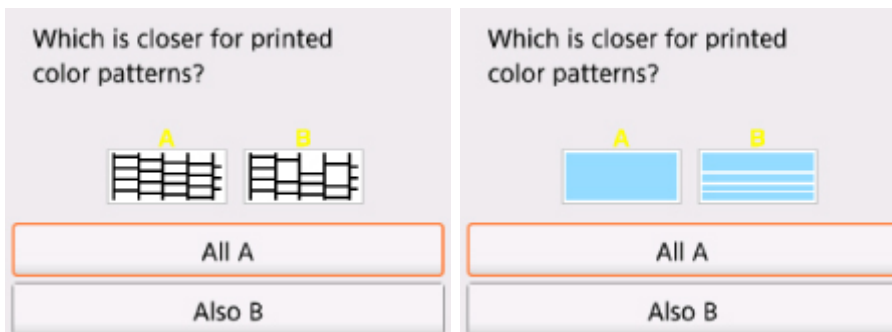 Which is closer for printed
color patterns?
A B
All A
Also B
Which is closer for printed
color patterns?
A B
All A
Also B